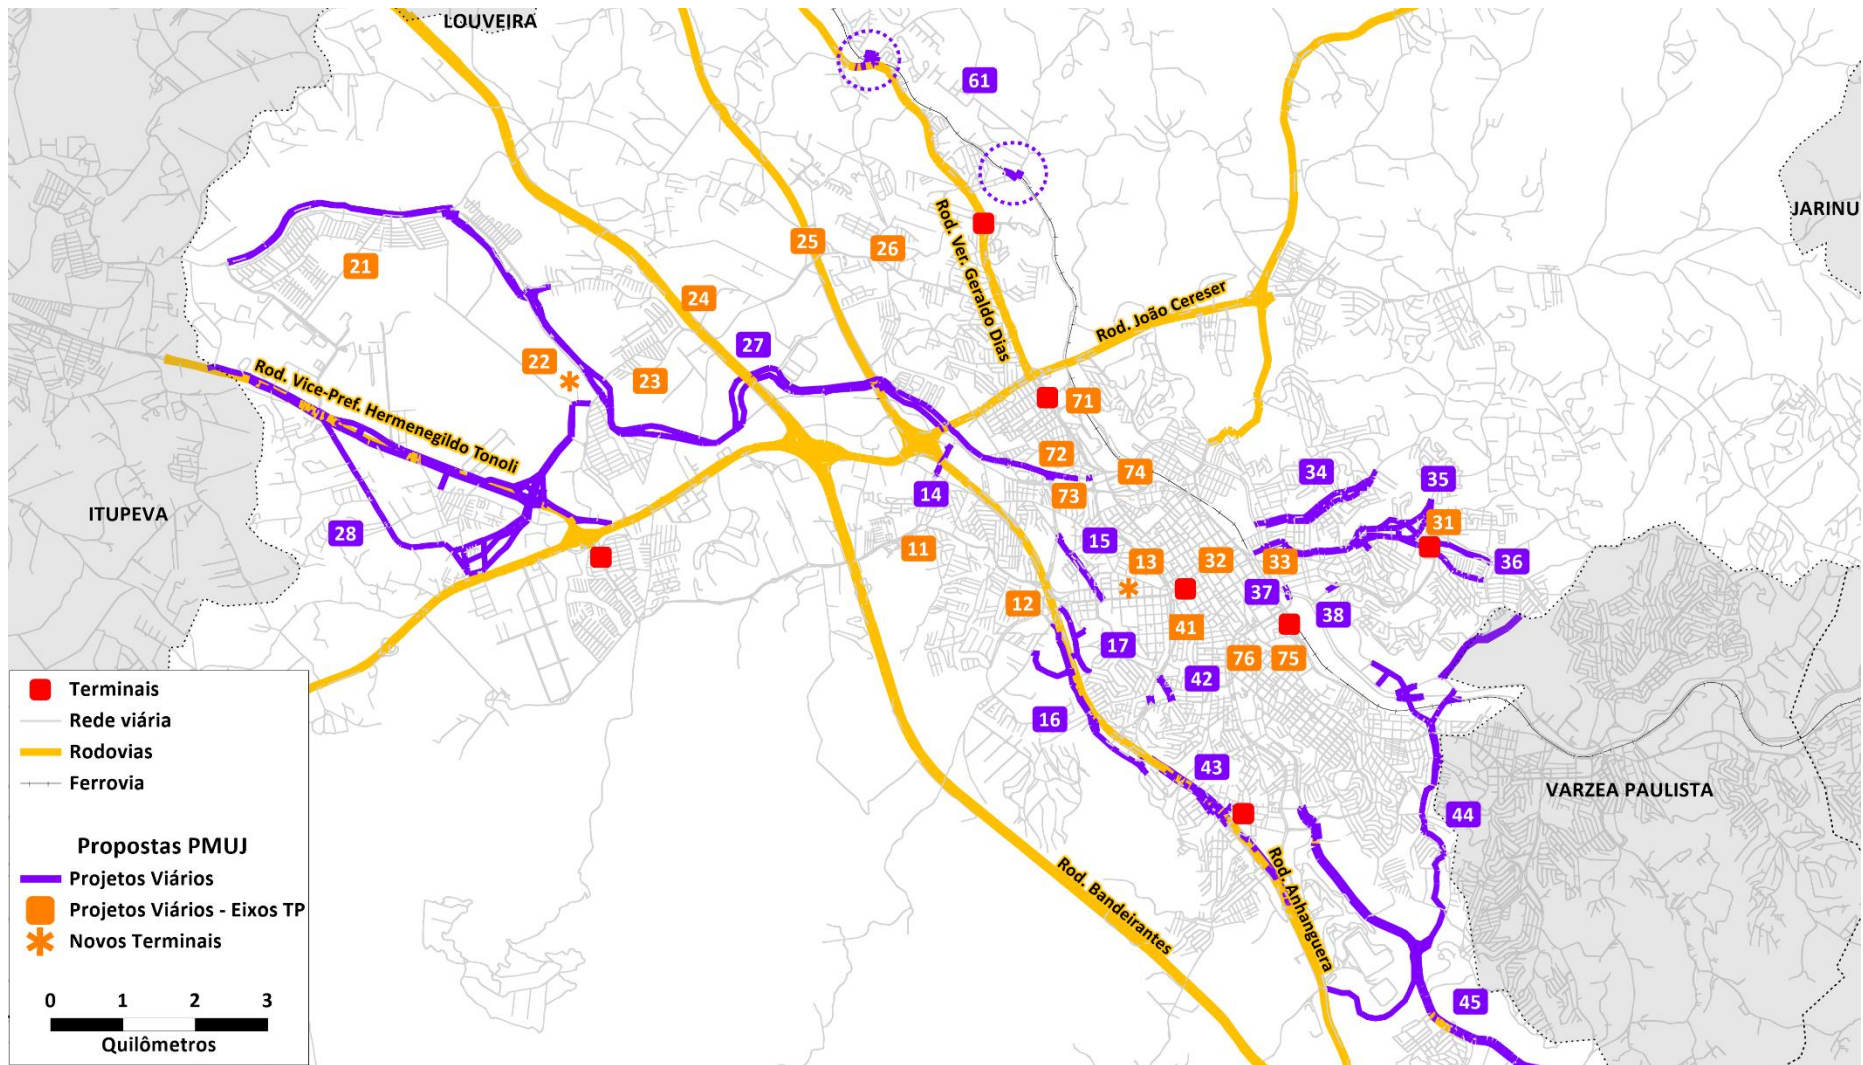 LOUVEIRA
61
JARINU
Rod. Ver. Geraldo Dias
25
26
21
24
Rod. João Cereser
27
22
23
Rod. Vice-Pref. Hermenegildo Tonoli
71
72
74
73
14
34
35
31
ITUPEVA
28
11
15
13
32
33
36
12
37
38
41
17
76
75
42
16
43
VARZEA PAULISTA
44
Rod. Bandeirantes
Rod. Anhanguera
45
Terminais
Rede viária
Rodovias
Ferrovia
Propostas PMUJ
Projetos Viários
Projetos Viários - Eixos TP
Novos Terminais
0 1 2 3
Quilômetros